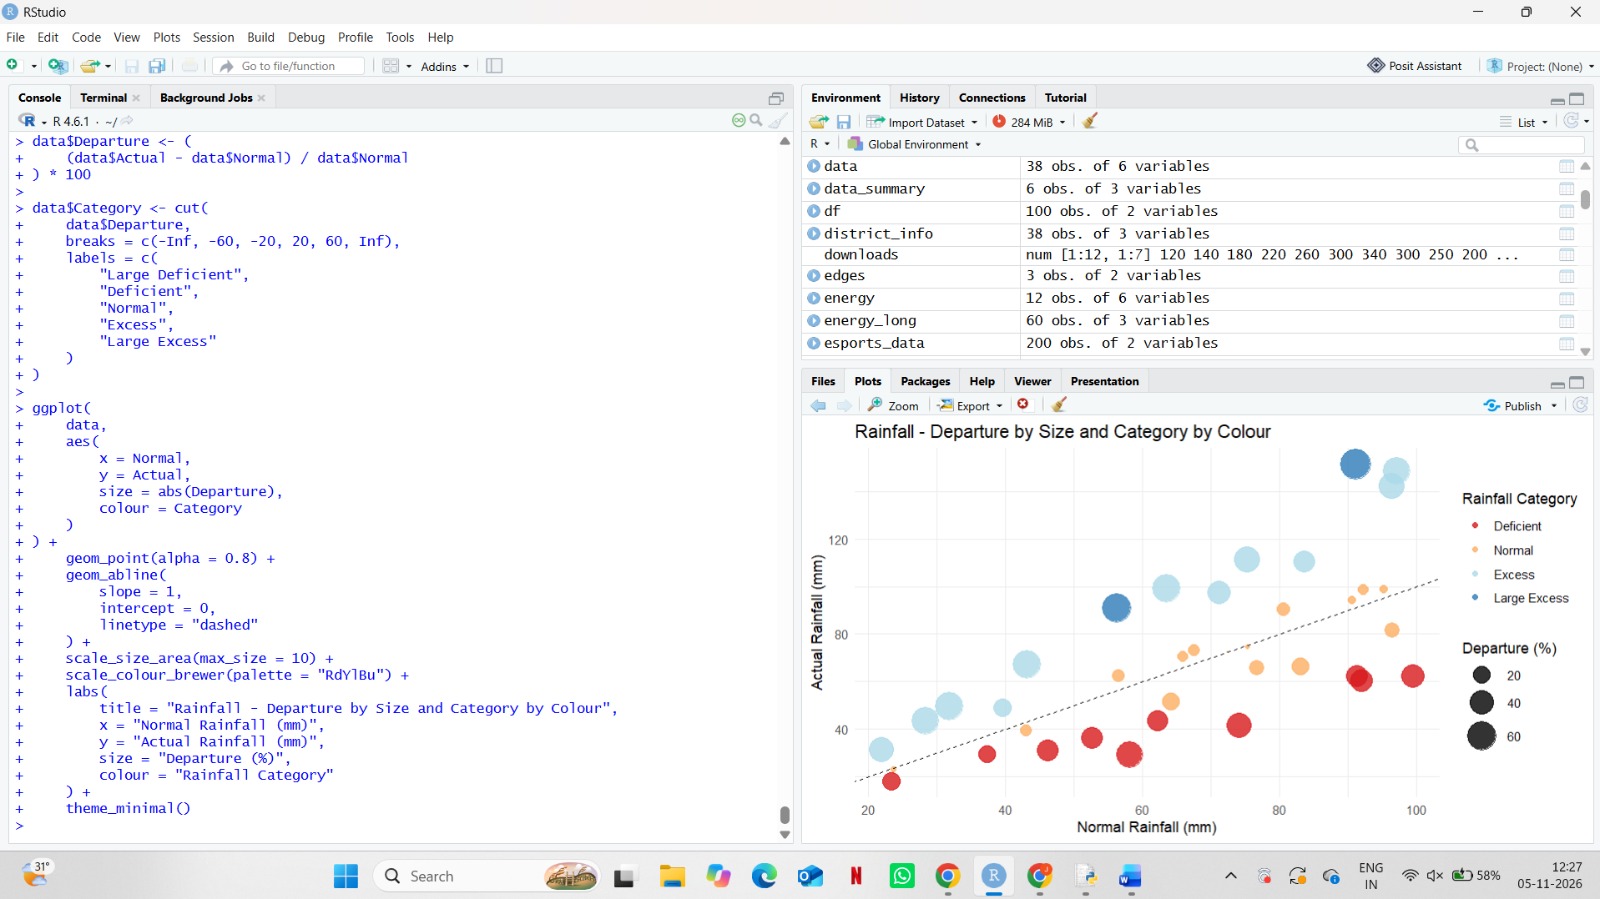 RStudio
File Edit Code View Plots Session Build Debug Profile Tools Help
Go to file/function Addins Posit Assistant Project: (None)
Console Terminal Background Jobs
R 4.6.1 · ~/
> data$Departure <- (
+     (data$Actual - data$Normal) / data$Normal
+ ) * 100
>
> data$Category <- cut(
+     data$Departure,
+     breaks = c(-Inf, -60, -20, 20, 60, Inf),
+     labels = c(
+         "Large Deficient",
+         "Deficient",
+         "Normal",
+         "Excess",
+         "Large Excess"
+     )
+ )
>
> ggplot(
+     data,
+     aes(
+         x = Normal,
+         y = Actual,
+         size = abs(Departure),
+         colour = Category
+     )
+ ) +
+     geom_point(alpha = 0.8) +
+     geom_abline(
+         slope = 1,
+         intercept = 0,
+         linetype = "dashed"
+     ) +
+     scale_size_area(max_size = 10) +
+     scale_colour_brewer(palette = "RdYlBu") +
+     labs(
+         title = "Rainfall - Departure by Size and Category by Colour",
+         x = "Normal Rainfall (mm)",
+         y = "Actual Rainfall (mm)",
+         size = "Departure (%)",
+         colour = "Rainfall Category"
+     ) +
+     theme_minimal()
>
Environment History Connections Tutorial
Import Dataset 284 MiB List
R Global Environment
data 38 obs. of 6 variables
data_summary 6 obs. of 3 variables
df 100 obs. of 2 variables
district_info 38 obs. of 3 variables
downloads num [1:12, 1:7] 120 140 180 220 260 300 340 300 250 200 ...
edges 3 obs. of 2 variables
energy 12 obs. of 6 variables
energy_long 60 obs. of 3 variables
esports_data 200 obs. of 2 variables
Files Plots Packages Help Viewer Presentation
Zoom Export Publish
Rainfall - Departure by Size and Category by Colour
Actual Rainfall (mm)
120
80
40
20 40 60 80 100
Normal Rainfall (mm)
Rainfall Category
Deficient
Normal
Excess
Large Excess
Departure (%)
20
40
60
31°
Search
ENG
IN
58%
12:27
05-11-2026